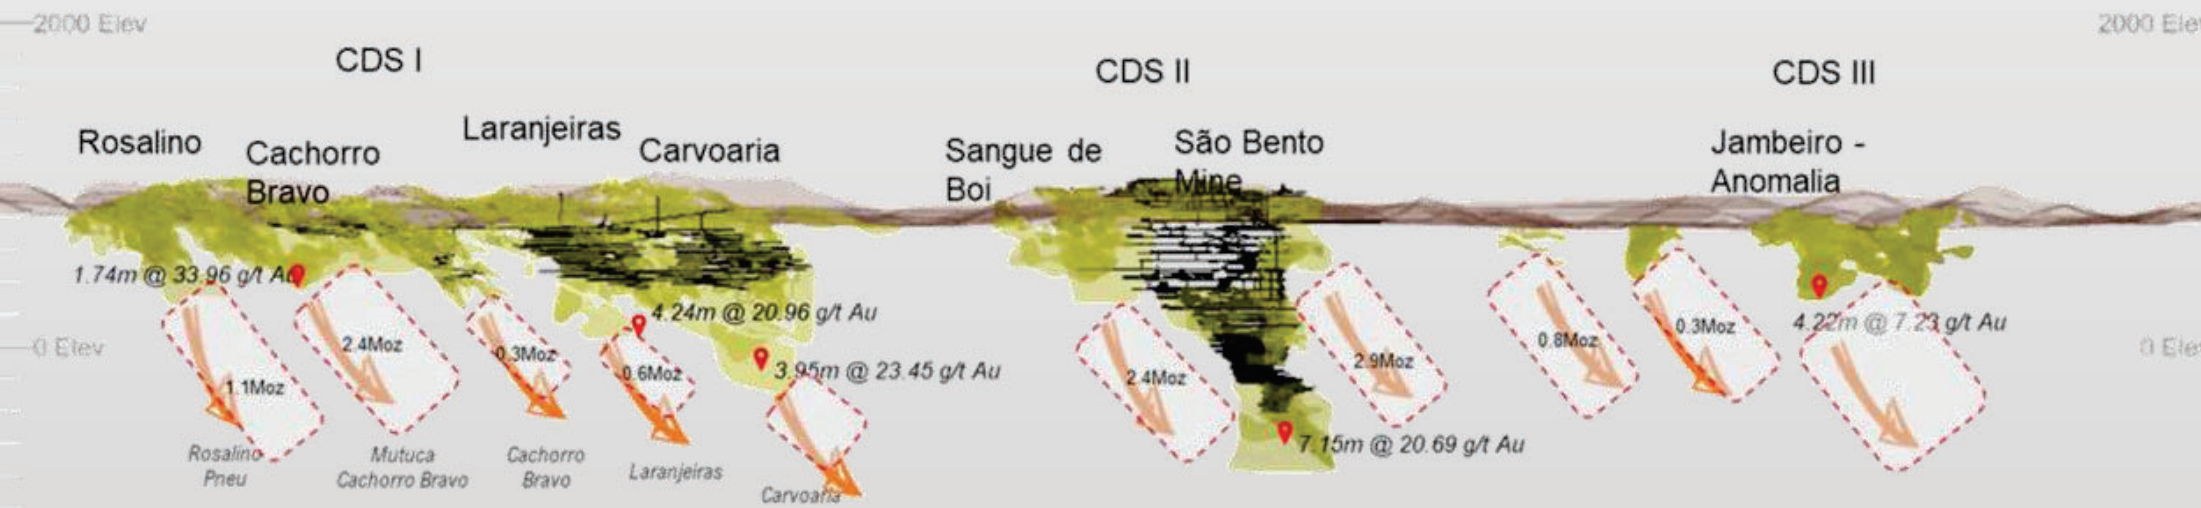 2000 Elev
2000 Ele
CDS I
CDS II
CDS III
Rosalino
Cachorro
Bravo
Laranjeiras
Carvoaria
Sangue de
Boi
São Bento
Mine
Jambeiro -
Anomalia
1.74m @ 33.96 g/t Au
4.24m @ 20.96 g/t Au
3.95m @ 23.45 g/t Au
7.15m @ 20.69 g/t Au
4.22m @ 7.23 g/t Au
0 Elev
0 Ele
1.1Moz
2.4Moz
0.3Moz
0.6Moz
2.4Moz
2.9Moz
0.8Moz
0.3Moz
Rosalino
Pneu
Mutuca
Cachorro Bravo
Cachorro
Bravo
Laranjeiras
Carvoaria